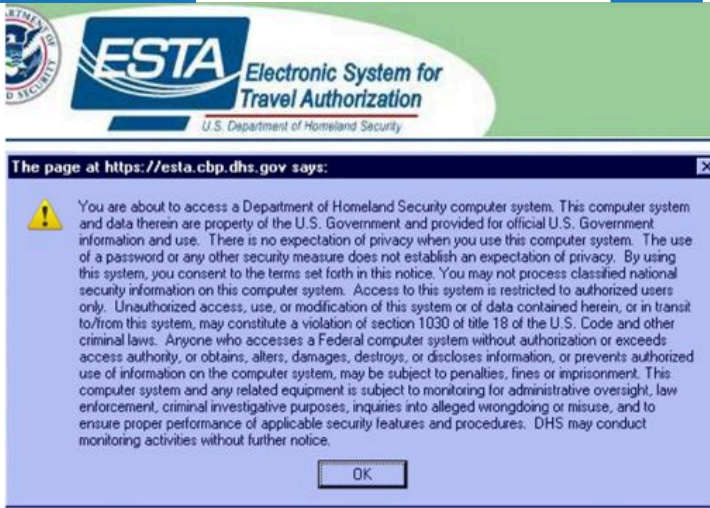 ESTA
Electronic System for
Travel Authorization
U.S. Department of Homeland Security
The page at https://esta.cbp.dhs.gov says:
You are about to access a Department of Homeland Security computer system. This computer system
and data therein are property of the U.S. Government and provided for official U.S. Government
information and use. There is no expectation of privacy when you use this computer system. The use
of a password or any other security measure does not establish an expectation of privacy. By using
this system, you consent to the terms set forth in this notice. You may not process classified national
security information on this computer system. Access to this system is restricted to authorized users
only. Unauthorized access, use, or modification of this system or of data contained herein, or in transit
to/from this system, may constitute a violation of section 1030 of title 18 of the U.S. Code and other
criminal laws. Anyone who accesses a Federal computer system without authorization or exceeds
access authority, or obtains, alters, damages, destroys, or discloses information, or prevents authorized
use of information on the computer system, may be subject to penalties, fines or imprisonment. This
computer system and any related equipment is subject to monitoring for administrative oversight, law
enforcement, criminal investigative purposes, inquiries into alleged wrongdoing or misuse, and to
ensure proper performance of applicable security features and procedures. DHS may conduct
monitoring activities without further notice.
OK